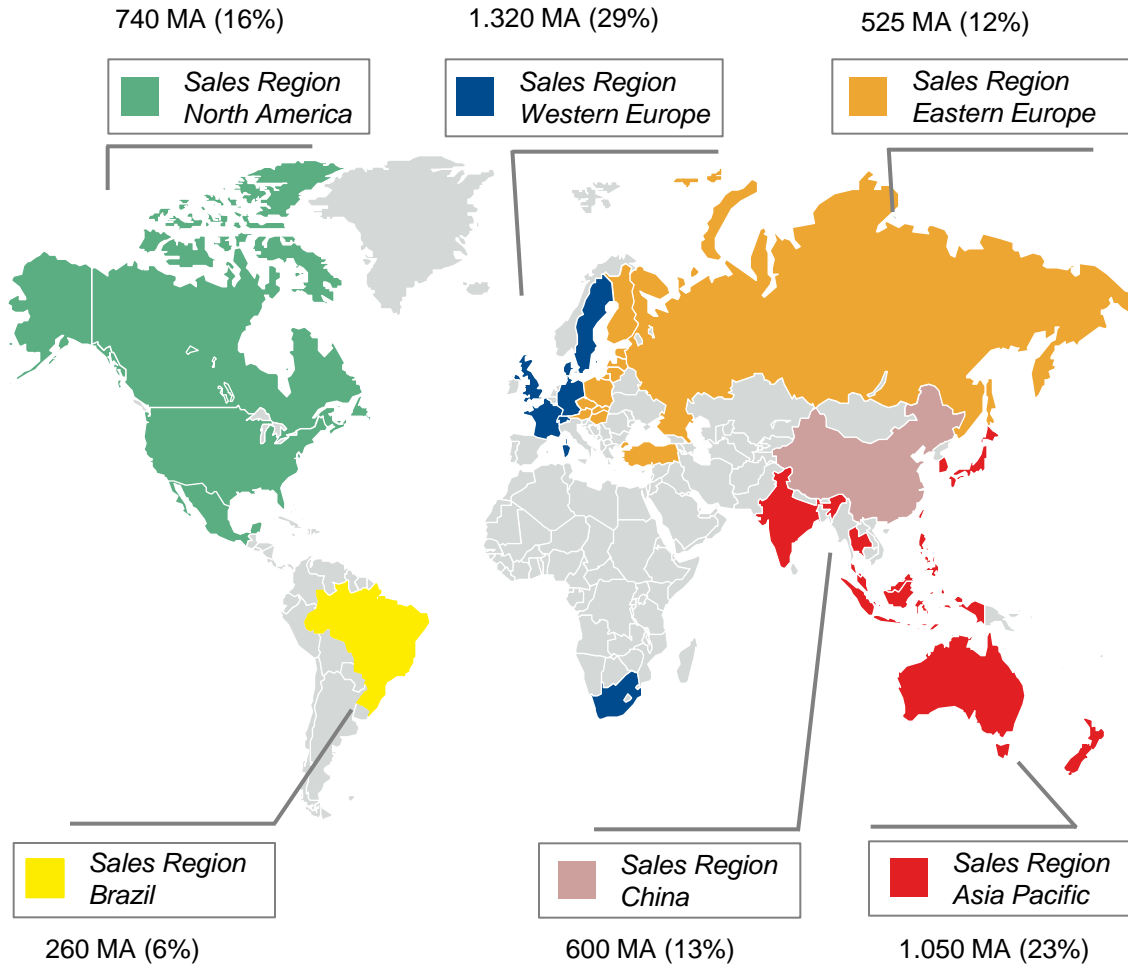 740 MA (16%)
1.320 MA (29%)
525 MA (12%)
Sales Region
North America
Sales Region
Western Europe
Sales Region
Eastern Europe
Sales Region
Brazil
Sales Region
China
Sales Region
Asia Pacific
260 MA (6%)
600 MA (13%)
1.050 MA (23%)